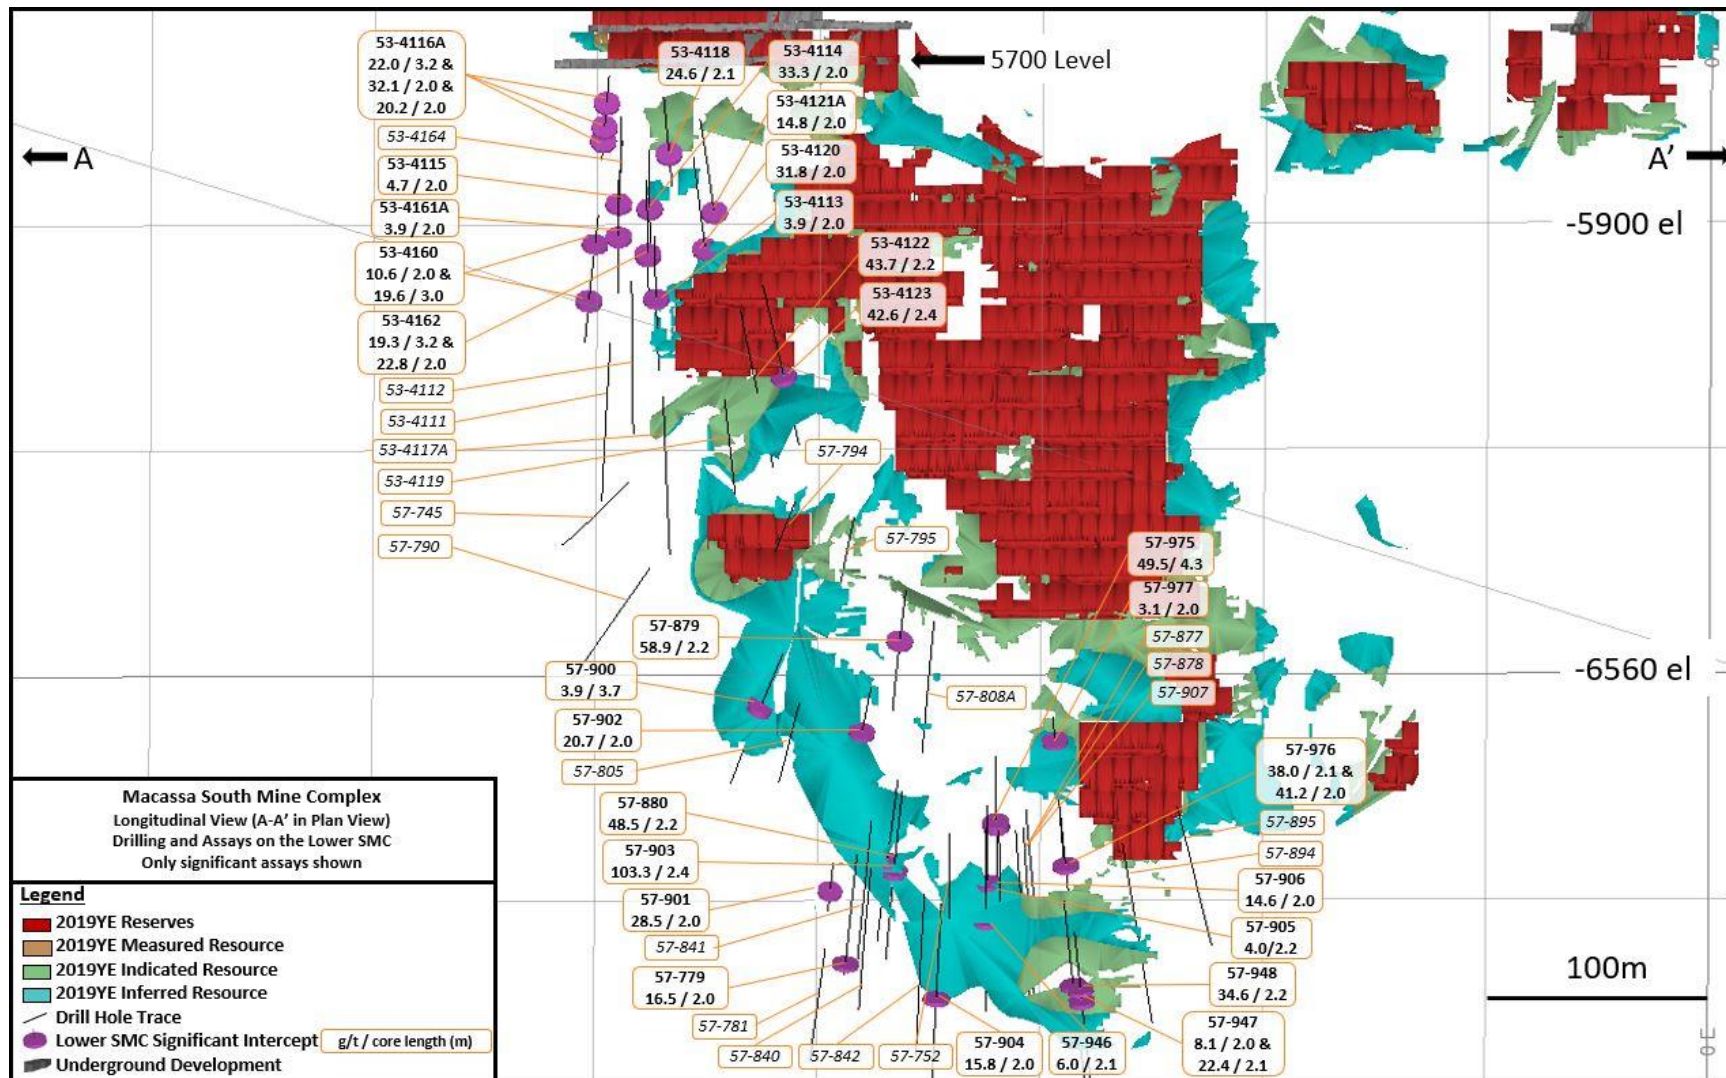 53-4116A
22.0 / 3.2 &
32.1 / 2.0 &
20.2 / 2.0
53-4118
24.6 / 2.1
53-4114
33.3 / 2.0
5700 Level
53-4121A
14.8 / 2.0
53-4164
A
A'
53-4115
4.7 / 2.0
53-4120
31.8 / 2.0
53-4161A
3.9 / 2.0
53-4113
3.9 / 2.0
-5900 el
53-4160
10.6 / 2.0 &
19.6 / 3.0
53-4122
43.7 / 2.2
53-4123
42.6 / 2.4
53-4162
19.3 / 3.2 &
22.8 / 2.0
53-4112
53-4111
53-4117A
53-4119
57-794
57-745
57-790
57-795
57-975
49.5/ 4.3
57-977
3.1 / 2.0
57-879
58.9 / 2.2
57-877
57-878
57-907
-6560 el
57-900
3.9 / 3.7
57-808A
57-902
20.7 / 2.0
57-805
57-976
38.0 / 2.1 &
41.2 / 2.0
57-880
48.5 / 2.2
57-895
57-903
103.3 / 2.4
57-894
57-901
28.5 / 2.0
57-906
14.6 / 2.0
57-841
57-905
4.0/2.2
57-779
16.5 / 2.0
57-948
34.6 / 2.2
100m
57-781
57-947
8.1 / 2.0 &
22.4 / 2.1
57-840
57-842
57-752
57-904
15.8 / 2.0
57-946
6.0 / 2.1
0 E
Macassa South Mine Complex
Longitudinal View (A-A' in Plan View)
Drilling and Assays on the Lower SMC
Only significant assays shown
Legend
2019YE Reserves
2019YE Measured Resource
2019YE Indicated Resource
2019YE Inferred Resource
Drill Hole Trace
Lower SMC Significant Intercept g/t / core length (m)
Underground Development